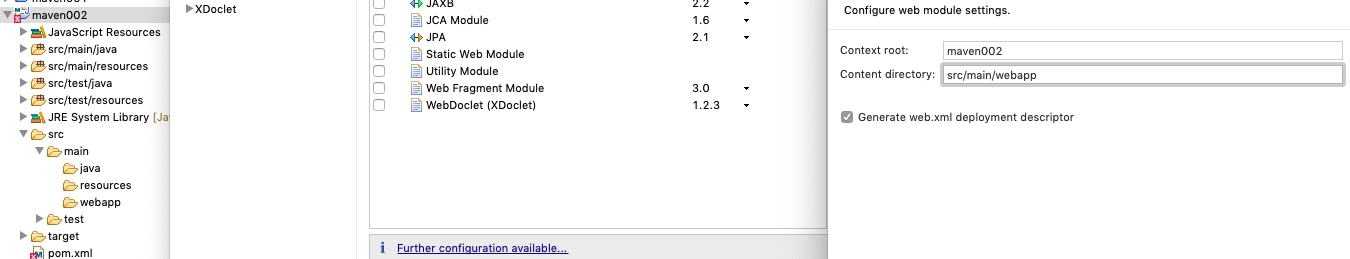 maven002
JavaScript Resources
src/main/java
src/main/resources
src/test/java
src/test/resources
JRE System Library [Ja
src
main
java
resources
webapp
test
target
pom.xml
XDoclet
JAXB 2.2
JCA Module 1.6
JPA 2.1
Static Web Module
Utility Module
Web Fragment Module 3.0
WebDoclet (XDoclet) 1.2.3
Further configuration available...
Configure web module settings.
Context root: maven002
Content directory: src/main/webapp
Generate web.xml deployment descriptor